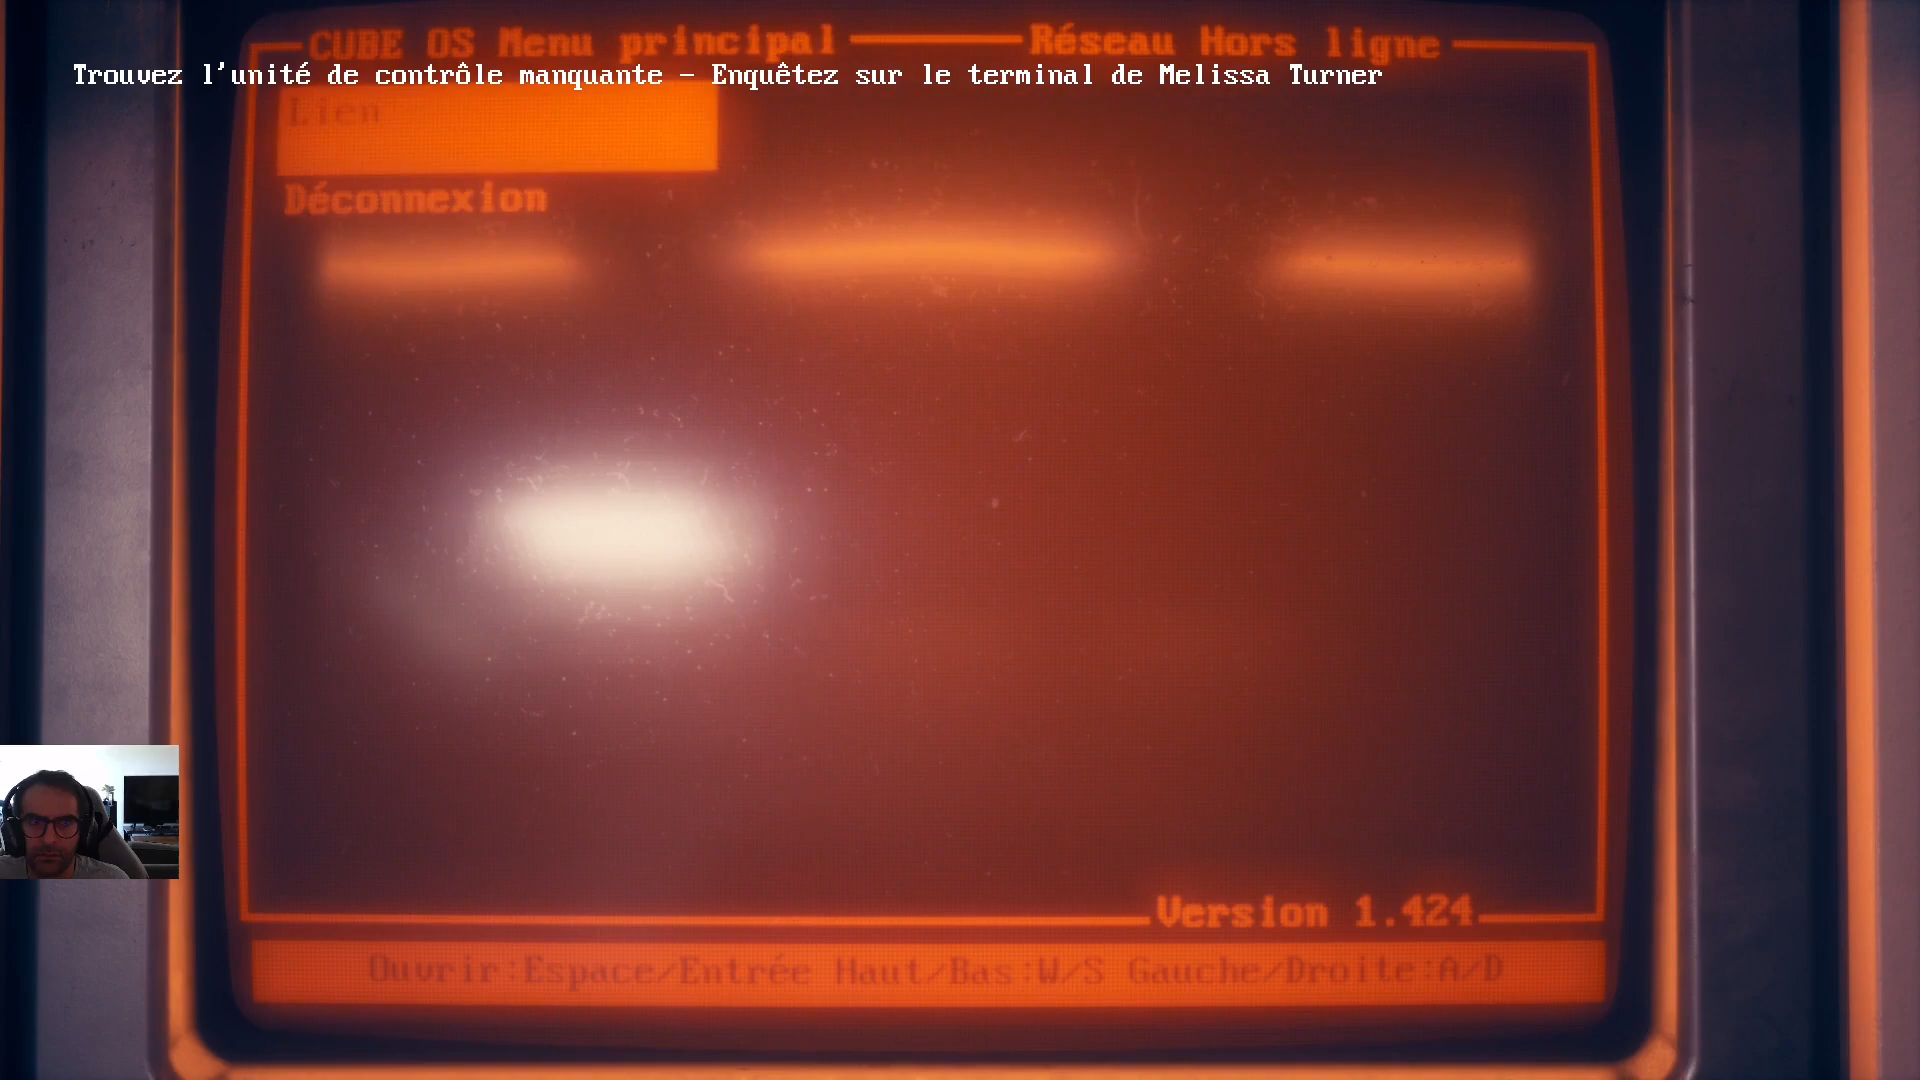 CUBE OS Menu principal Réseau Hors ligne
Trouvez l'unité de contrôle manquante - Enquêtez sur le terminal de Melissa Turner
Lien
Déconnexion
Version 1.424
Ouvrir:Espace/Entrée Haut/Bas:W/S Gauche/Droite:A/D